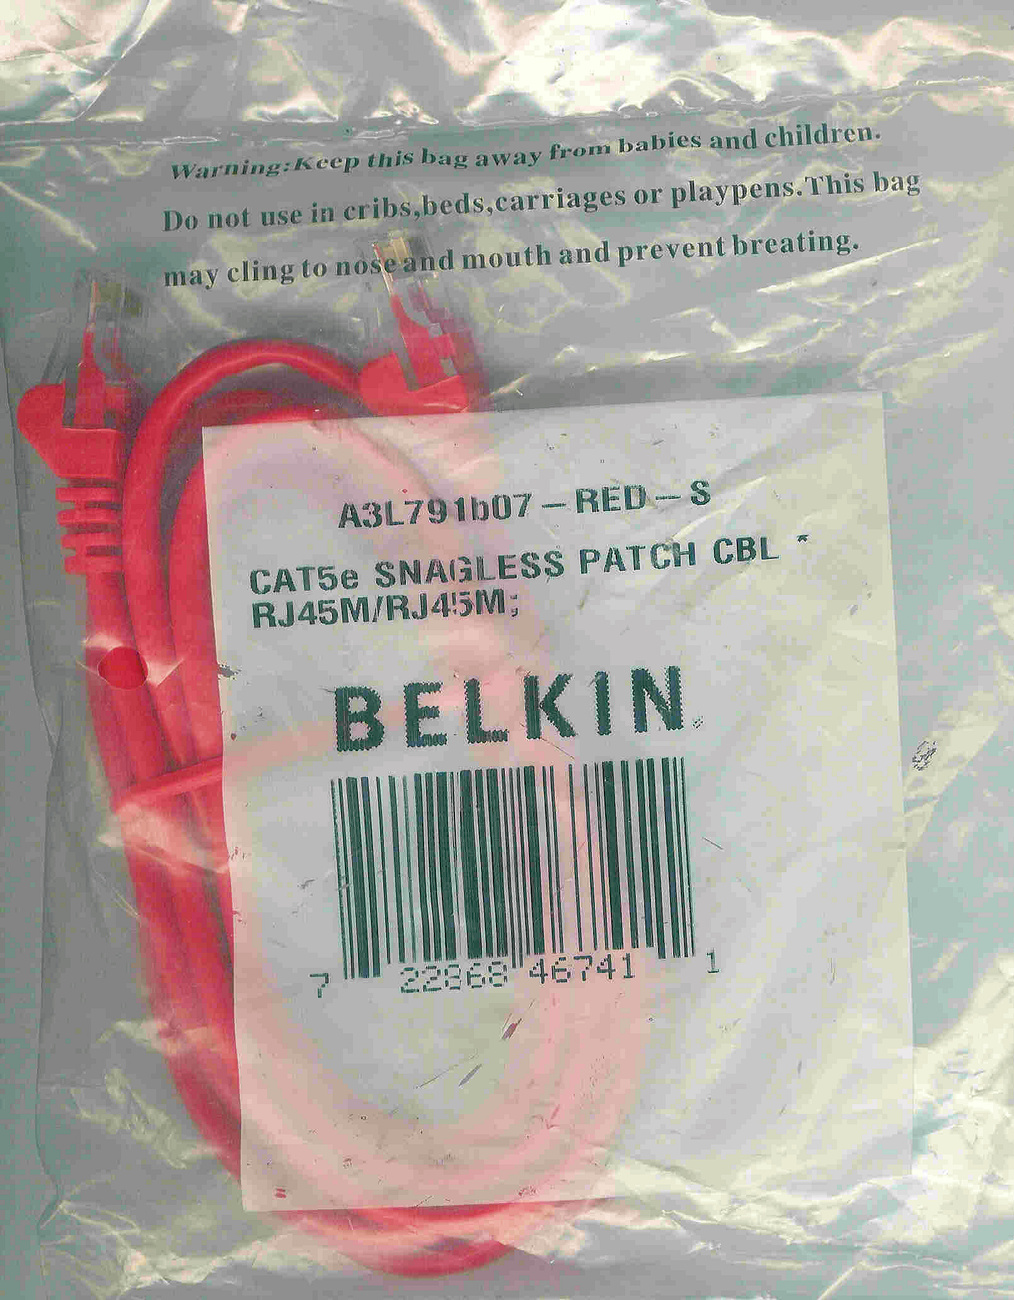 Warning:Keep this bag away from babies and children.
Do not use in cribs,beds,carriages or playpens.This bag
may cling to nose and mouth and prevent breating.
A3L791b07-RED-S
CAT5e SNAGLESS PATCH CBL "
RJ45M/RJ45M;
BELKIN
7 22868 46741 1